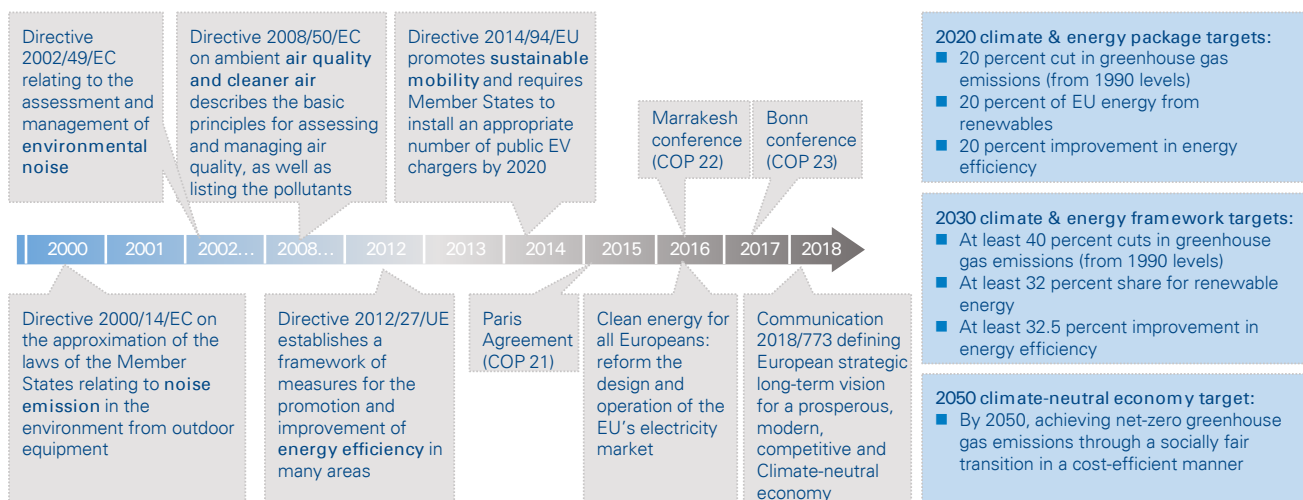 Directive
2002/49/EC
relating to the
assessment and
management of
environmental
noise
Directive 2008/50/EC
on ambient air quality
and cleaner air
describes the basic
principles for assessing
and managing air
quality, as well as
listing the pollutants
Directive 2014/94/EU
promotes sustainable
mobility and requires
Member States to
install an appropriate
number of public EV
chargers by 2020
Marrakesh
conference
(COP 22)
Bonn
conference
(COP 23)
2000 2001 2002... 2008... 2012 2013 2014 2015 2016 2017 2018
Directive 2000/14/EC on
the approximation of the
laws of the Member
States relating to noise
emission in the
environment from outdoor
equipment
Directive 2012/27/UE
establishes a
framework of
measures for the
promotion and
improvement of
energy efficiency in
many areas
Paris
Agreement
(COP 21)
Clean energy for
all Europeans:
reform the
design and
operation of the
EU's electricity
market
Communication
2018/773 defining
European strategic
long-term vision
for a prosperous,
modern,
competitive and
Climate-neutral
economy
2020 climate & energy package targets:
■ 20 percent cut in greenhouse gas
emissions (from 1990 levels)
■ 20 percent of EU energy from
renewables
■ 20 percent improvement in energy
efficiency
2030 climate & energy framework targets:
■ At least 40 percent cuts in greenhouse
gas emissions (from 1990 levels)
■ At least 32 percent share for renewable
energy
■ At least 32.5 percent improvement in
energy efficiency
2050 climate-neutral economy target:
■ By 2050, achieving net-zero greenhouse
gas emissions through a socially fair
transition in a cost-efficient manner